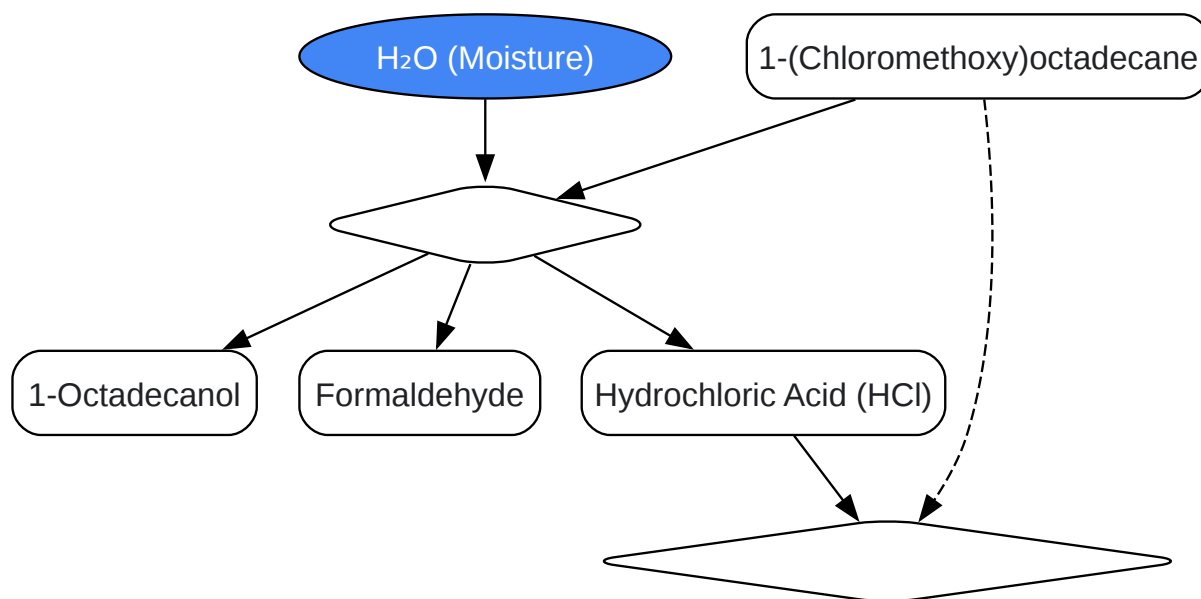 H₂O (Moisture)
1-(Chloromethoxy)octadecane
1-Octadecanol
Formaldehyde
Hydrochloric Acid (HCl)